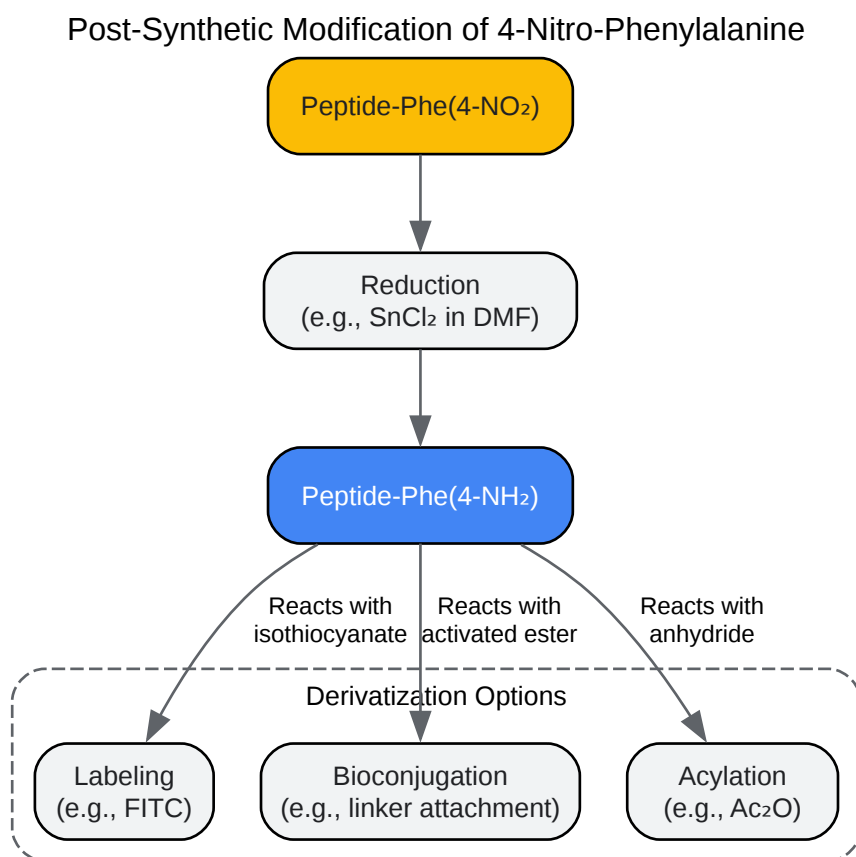 Post-Synthetic Modification of 4-Nitro-Phenylalanine
Peptide-Phe(4-NO₂)
Reduction
(e.g., SnCl₂ in DMF)
Peptide-Phe(4-NH₂)
Reacts with
isothiocyanate
Reacts with
activated ester
Reacts with
anhydride
Derivatization Options
Labeling
(e.g., FITC)
Bioconjugation
(e.g., linker attachment)
Acylation
(e.g., Ac₂O)